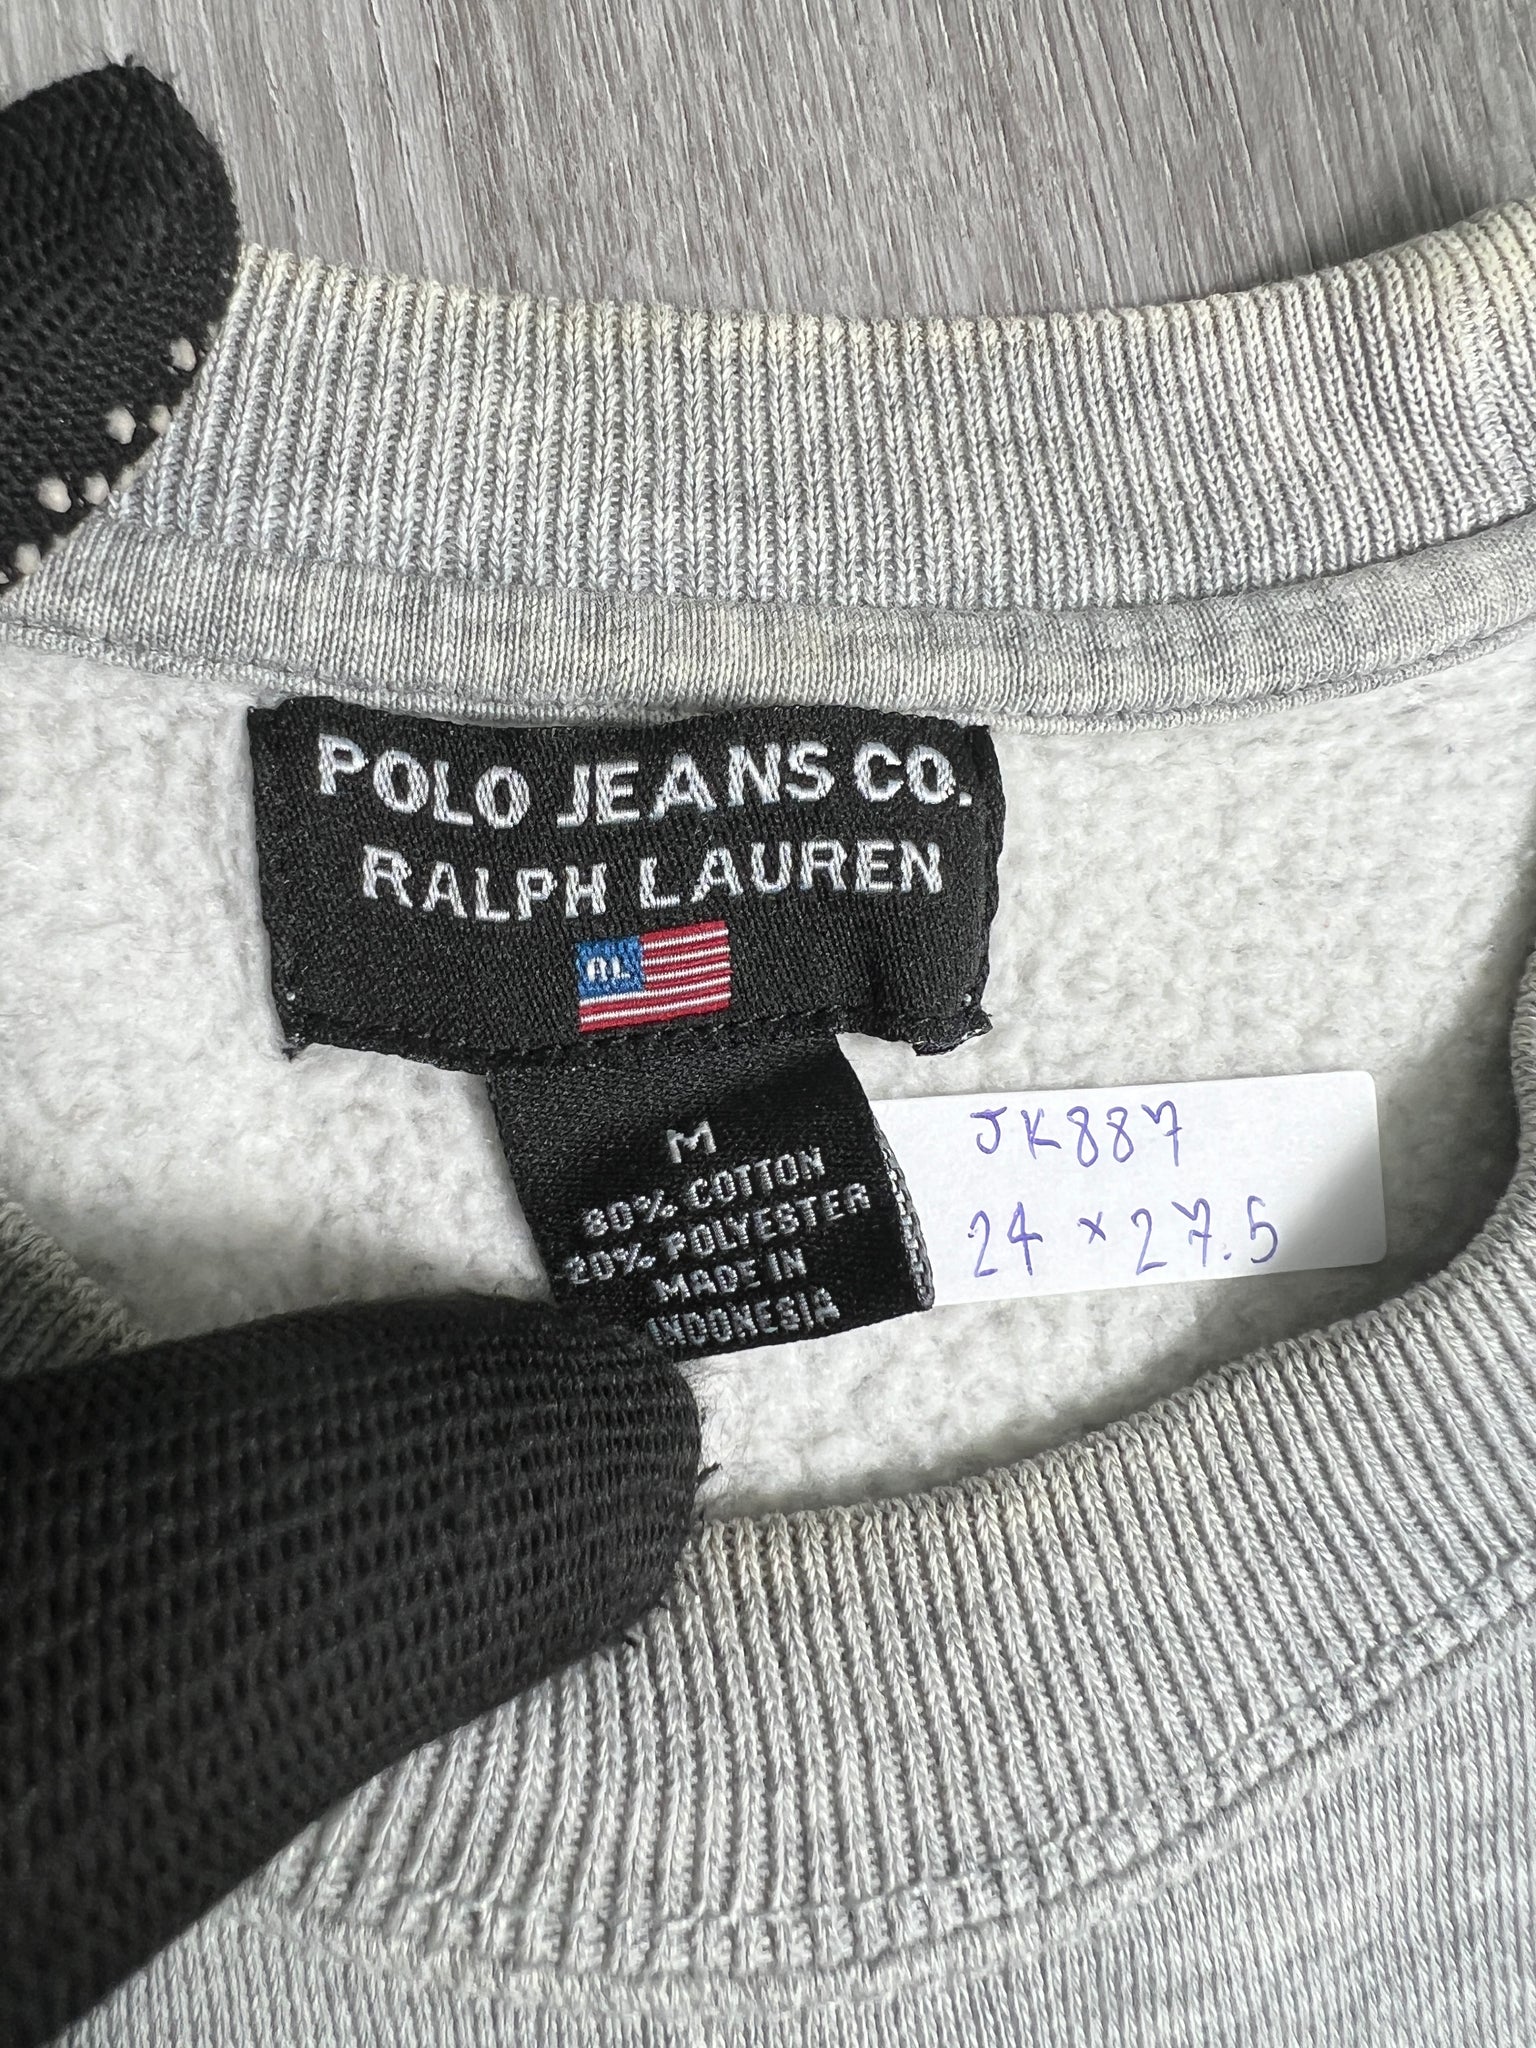 POLO JEANS CO.
RALPH LAUREN
RL
M
80% COTTON
20% POLYESTER
MADE IN
INDONESIA
JK887
24 × 27.5